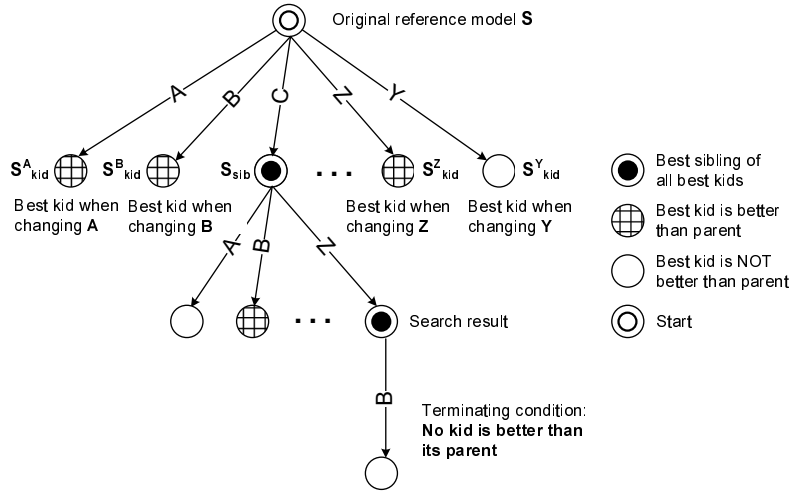 Original reference model S
A
B
C
Z
Y
S^A_kid
S^B_kid
S_sib
. . .
S^Z_kid
S^Y_kid
Best kid when
changing A
Best kid when
changing B
Best kid when
changing Z
Best kid when
changing Y
Best sibling of
all best kids
Best kid is better
than parent
Best kid is NOT
better than parent
Start
A
B
Z
. . .
Search result
B
Terminating condition:
No kid is better than
its parent